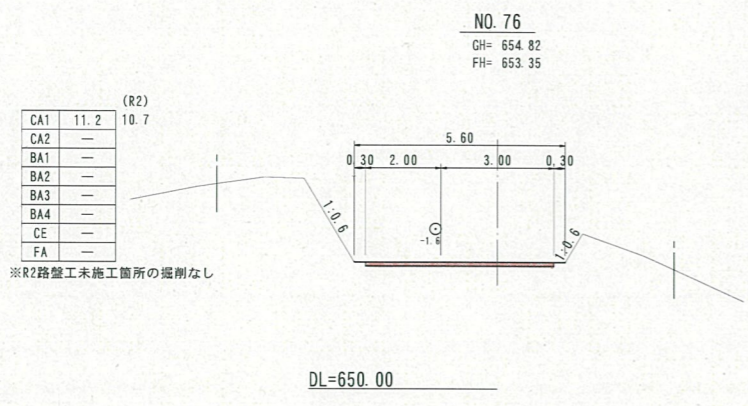 NO. 76
GH= 654.82
FH= 653.35
(R2)
CA1 11.2 10.7
CA2 —
BA1 —
BA2 —
BA3 —
BA4 —
CE —
FA —
※R2路盤工未施工箇所の掘削なし
5.60
0.30 2.00 3.00 0.30
1:0.6
-1.6
1:0.6
DL=650.00